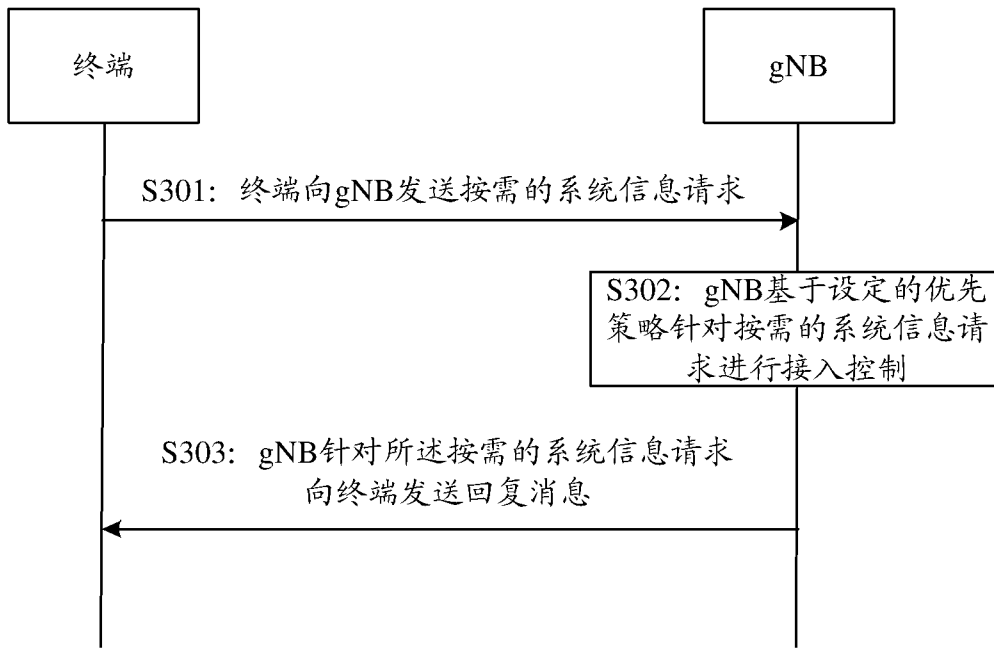 终端
gNB
S301：终端向gNB发送按需的系统信息请求
S302：gNB基于设定的优先
策略针对按需的系统信息请
求进行接入控制
S303：gNB针对所述按需的系统信息请求
向终端发送回复消息